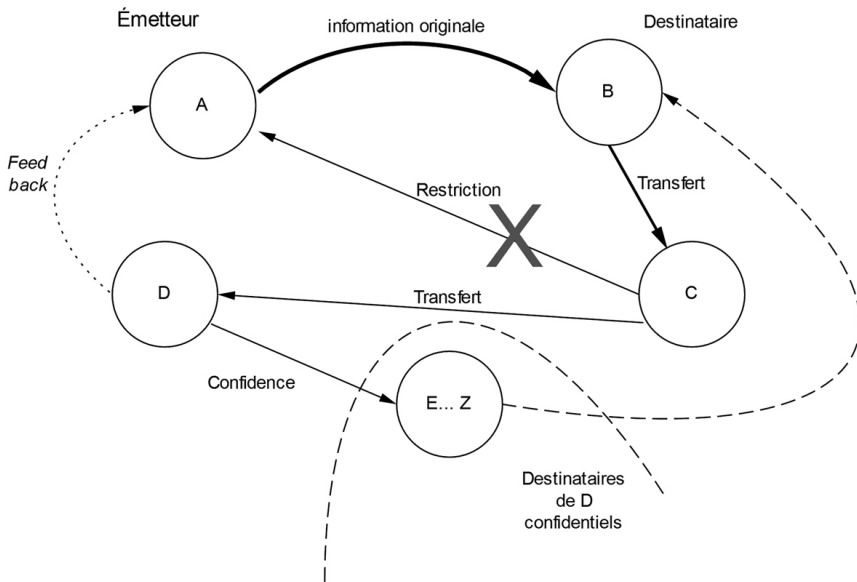 Émetteur
information originale
Destinataire
A
B
Feed
back
Restriction
Transfert
X
D
Transfert
C
Confidence
E... Z
Destinataires
de D
confidentiels